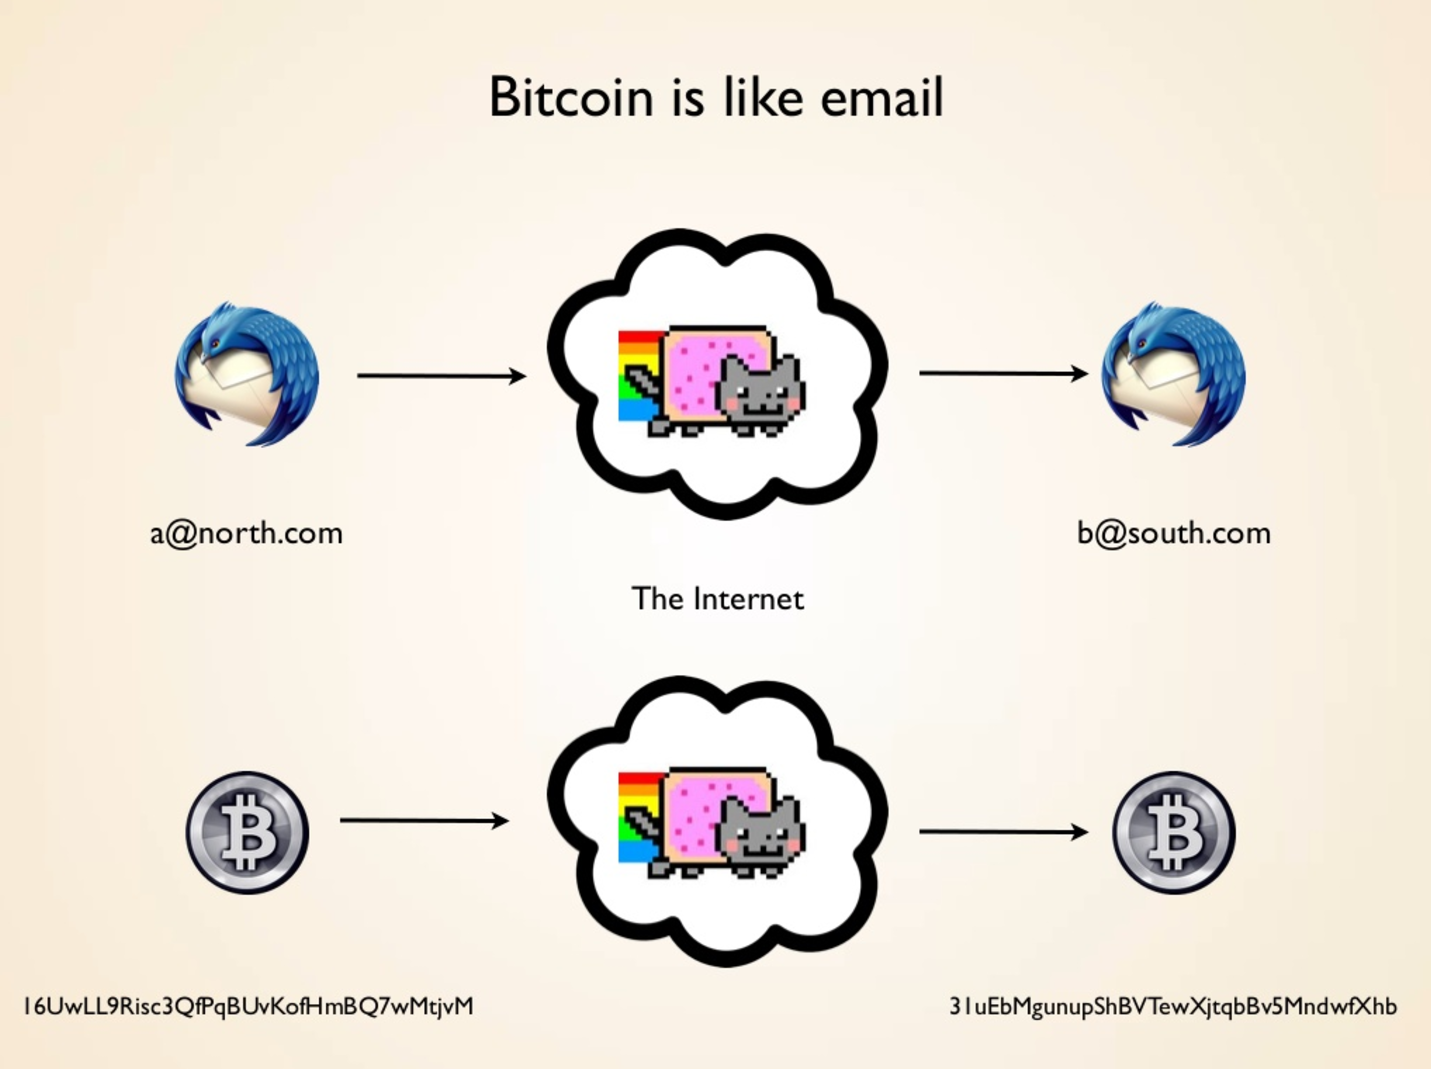 Bitcoin is like email
a@north.com
b@south.com
The Internet
16UwLL9Risc3QfPqBUvKofHmBQ7wMtjvM
31uEbMgunupShBVTewXjtqbBv5MndwfXhb